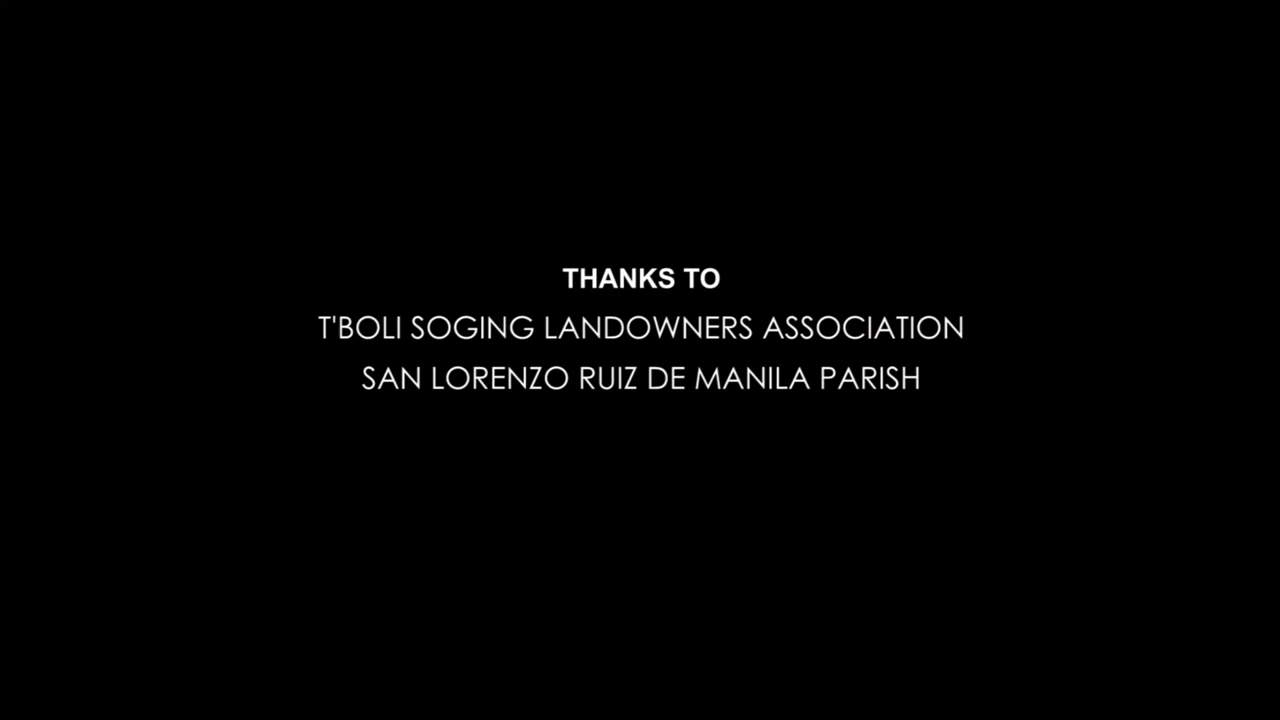 THANKS TO
T'BOLI SOGING LANDOWNERS ASSOCIATION
SAN LORENZO RUIZ DE MANILA PARISH